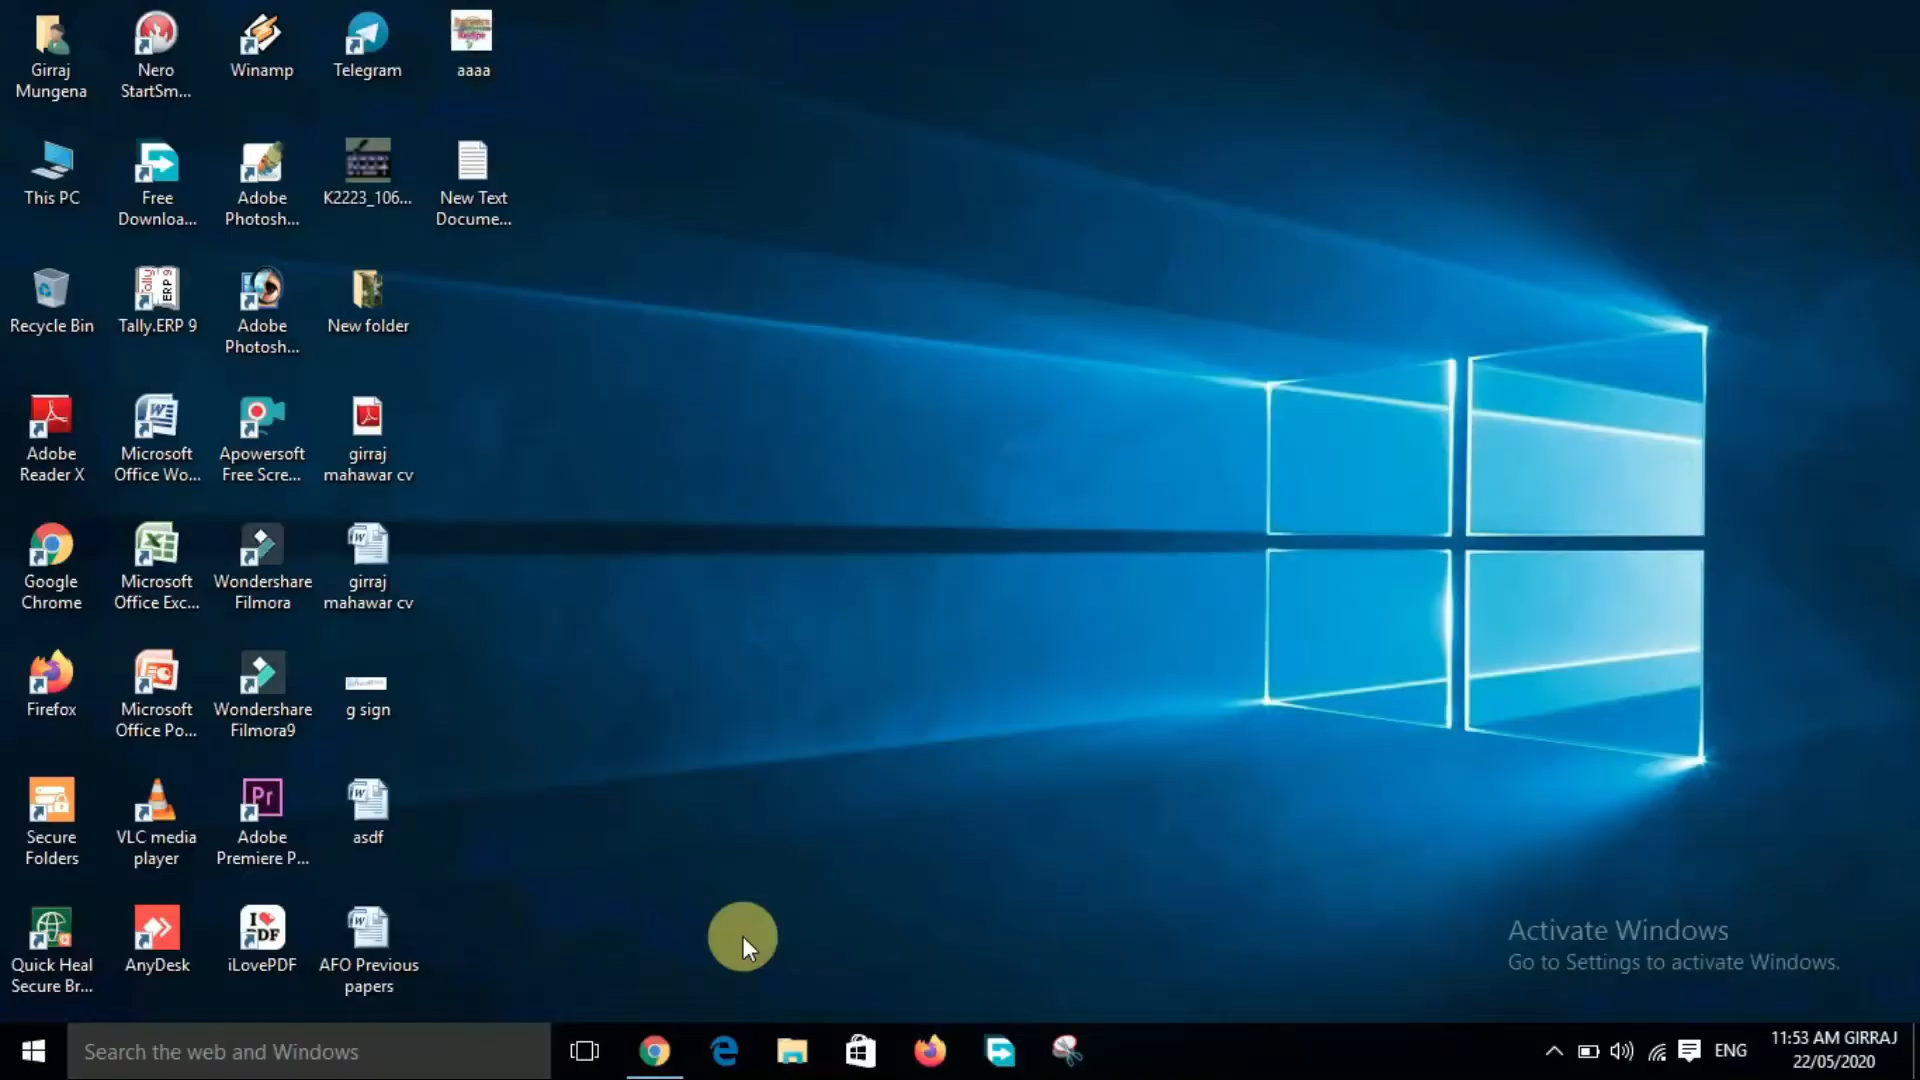 Girraj
Mungena
Nero
StartSm...
Winamp
Telegram
aaaa
This PC
Free
Downloa...
Adobe
Photosh...
K2223_106...
New Text
Docume...
Recycle Bin
Tally.ERP 9
Adobe
Photosh...
New folder
Adobe
Reader X
Microsoft
Office Wo...
Apowersoft
Free Scre...
girraj
mahawar cv
Google
Chrome
Microsoft
Office Exc...
Wondershare
Filmora
girraj
mahawar cv
Firefox
Microsoft
Office Po...
Wondershare
Filmora9
g sign
Secure
Folders
VLC media
player
Adobe
Premiere P...
asdf
Quick Heal
Secure Br...
AnyDesk
iLovePDF
AFO Previous
papers
Activate Windows
Go to Settings to activate Windows.
Search the web and Windows
ENG
11:53 AM GIRRAJ
22/05/2020